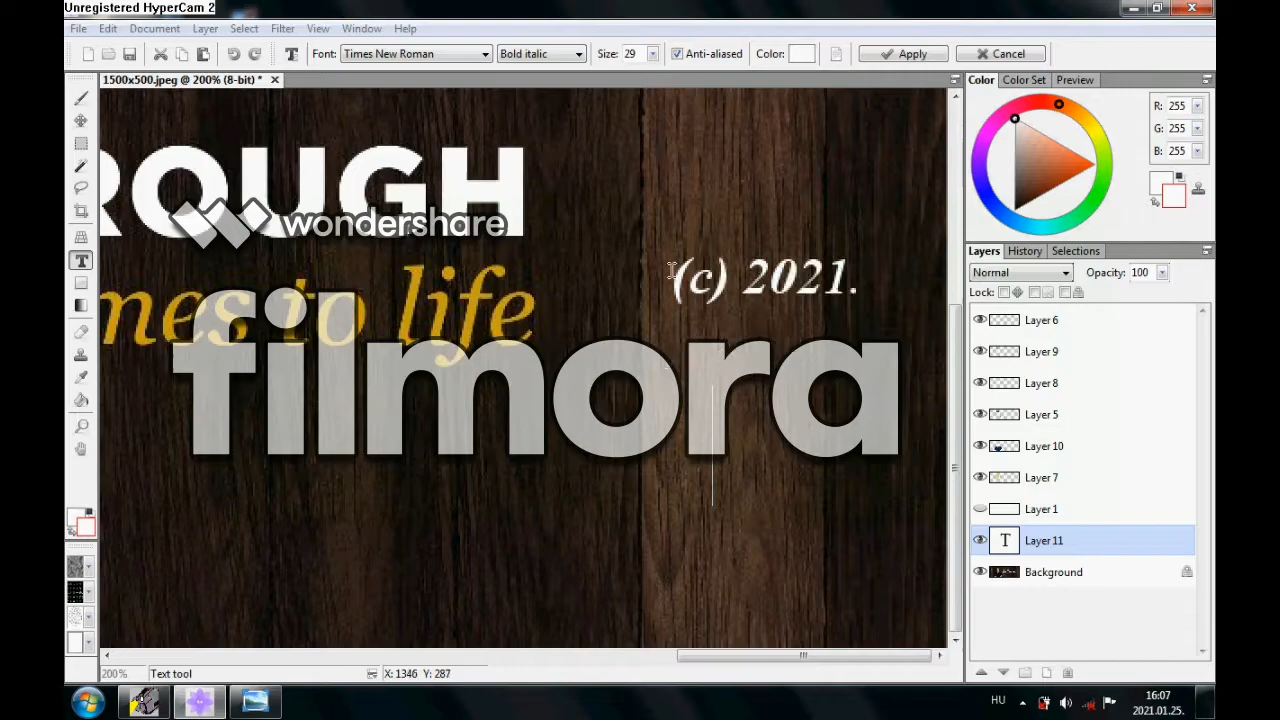 Unregistered HyperCam 2
File Edit Document Layer Select Filter View Window Help
Font: Times New Roman Bold italic Size: 29 Anti-aliased Color: Apply Cancel
1500x500.jpeg @ 200% (8-bit) *
Color Color Set Preview
R: 255
G: 255
B: 255
ROUGH
wondershare
(c) 2021.
mes to life
filmora
Layers History Selections
Normal Opacity: 100
Lock:
Layer 6
Layer 9
Layer 8
Layer 5
Layer 10
Layer 7
Layer 1
T Layer 11
Background
200% Text tool X: 1346 Y: 287
HU 16:07
2021.01.25.